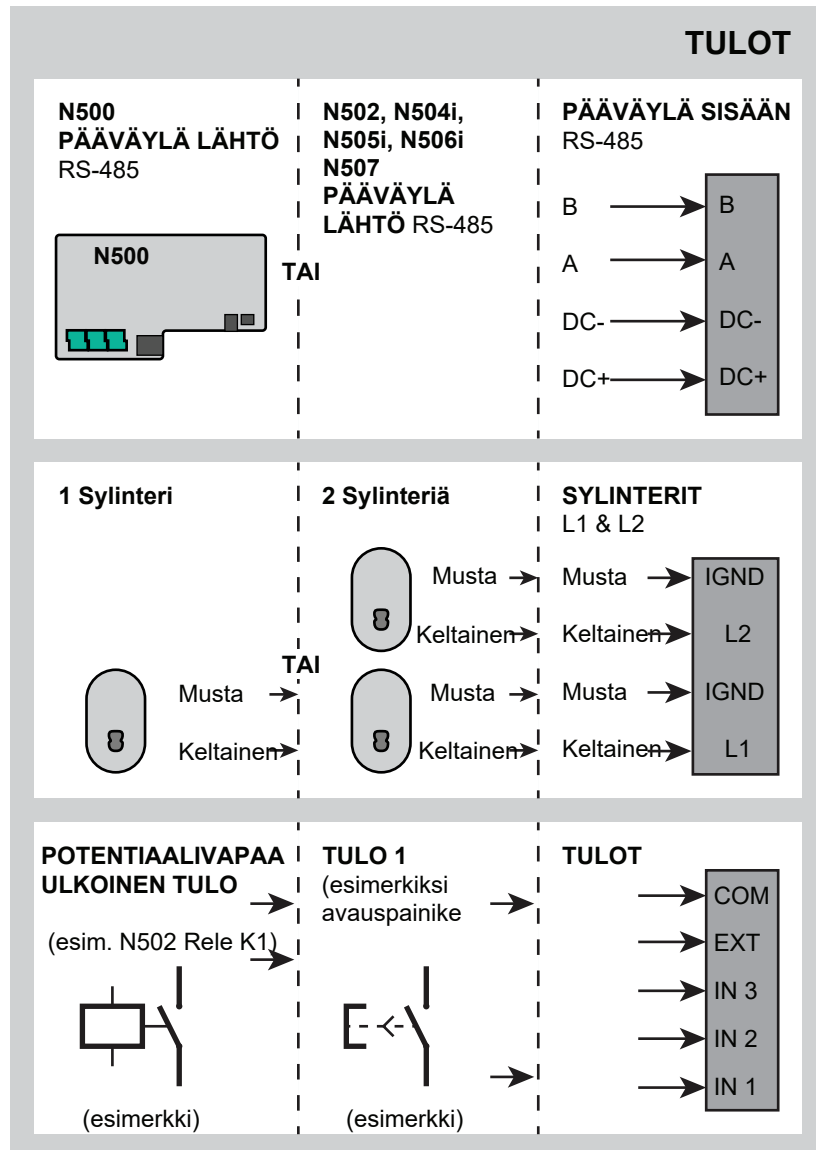 TULOT
N500
PÄÄVÄYLÄ LÄHTÖ
RS-485
N500
TAI
N502, N504i,
N505i, N506i
N507
PÄÄVÄYLÄ
LÄHTÖ RS-485
PÄÄVÄYLÄ SISÄÄN
RS-485
B B
A A
DC- DC-
DC+ DC+
1 Sylinteri
Musta
Keltainen
TAI
2 Sylinteriä
Musta
Keltainen
Musta
Keltainen
SYLINTERIT
L1 & L2
Musta IGND
Keltainen L2
Musta IGND
Keltainen L1
POTENTIAALIVAPAA
ULKOINEN TULO
(esim. N502 Rele K1)
(esimerkki)
TULO 1
(esimerkiksi
avauspainike
(esimerkki)
TULOT
COM
EXT
IN 3
IN 2
IN 1